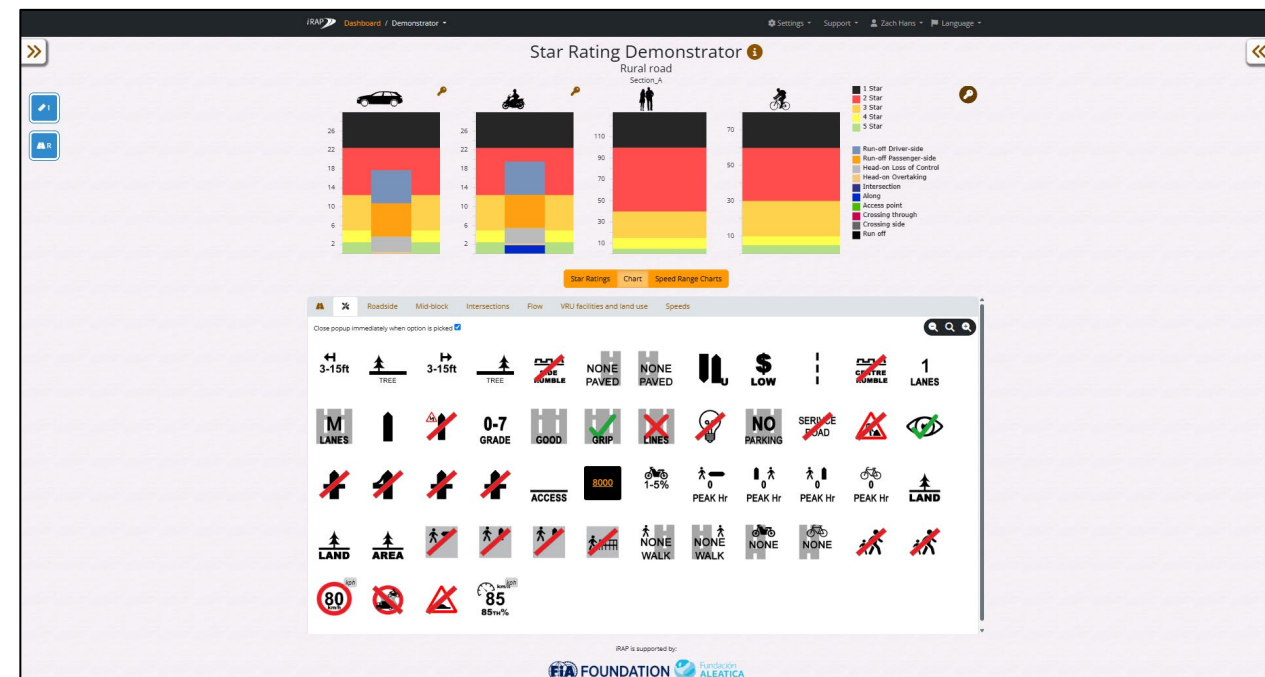 iRAP Dashboard / Demonstrator Settings Support Zach Hans Language
Star Rating Demonstrator
Rural road
Section_A
26 22 18 14 10 6 2
26 22 18 14 10 6 2
110 90 70 50 30 10
70 50 30 10
1 Star
2 Star
3 Star
4 Star
5 Star
Run-off Driver-side
Run-off Passenger-side
Head-on Loss of Control
Head-on Overtaking
Intersection
Along
Access point
Crossing through
Crossing side
Run off
I
R
Star Ratings Chart Speed Range Charts
Roadside Mid-block Intersections Flow VRU facilities and land use Speeds
Close popup immediately when option is picked
3-15ft
TREE
3-15ft
TREE
RUMBLE
NONE
PAVED
NONE
PAVED
U
$
LOW
CENTRE
RUMBLE
1
LANES
M
LANES
0-7
GRADE
GOOD
GRIP
LINES
NO
PARKING
SERIVCE
ROAD
ACCESS
8000
1-5%
0
PEAK Hr
0
PEAK Hr
0
PEAK Hr
0
PEAK Hr
LAND
LAND
AREA
NONE
WALK
NONE
WALK
NONE
NONE
80
km/h
kph
km/h
kph
85
85TH%
iRAP is supported by:
FiA FOUNDATION Fundación
ALEATICA